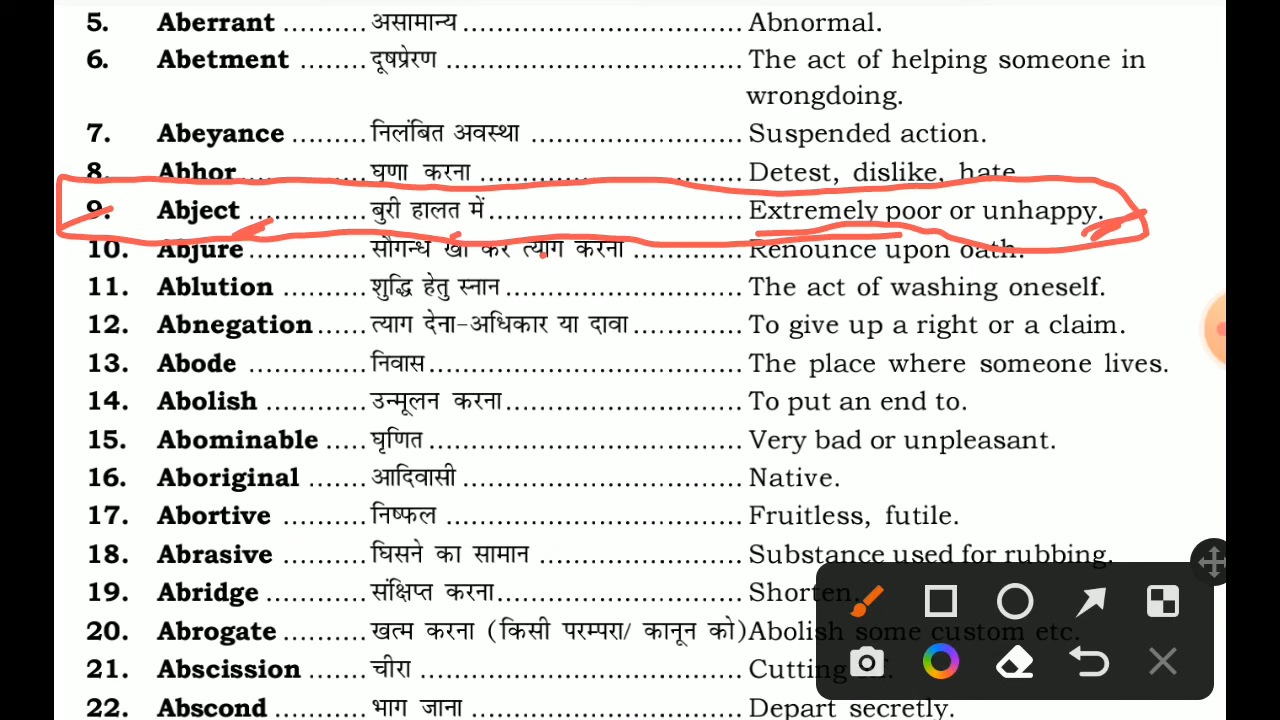 5. Aberrant .......... असामान्य ................................. Abnormal.
6. Abetment ........ दूषप्रेरण ................................... The act of helping someone in
wrongdoing.
7. Abeyance ......... निलंबित अवस्था ......................... Suspended action.
8. Abhor ............... घृणा करना ............................... Detest, dislike, hate
9. Abject .............. बुरी हालत में ............................. Extremely poor or unhappy.
10. Abjure .............. सौगन्ध खा कर त्याग करना ............. Renounce upon oath.
11. Ablution .......... शुद्धि हेतु स्नान ............................ The act of washing oneself.
12. Abnegation ...... त्याग देना-अधिकार या दावा ............. To give up a right or a claim.
13. Abode .............. निवास ..................................... The place where someone lives.
14. Abolish ............ उन्मूलन करना ............................ To put an end to.
15. Abominable ..... घृणित ..................................... Very bad or unpleasant.
16. Aboriginal ....... आदिवासी ................................. Native.
17. Abortive .......... निष्फल ................................... Fruitless, futile.
18. Abrasive .......... घिसने का सामान ........................ Substance used for rubbing.
19. Abridge ............ संक्षिप्त करना ............................. Shorten.
20. Abrogate .......... खत्म करना (किसी परम्परा/ कानून को) Abolish some custom etc.
21. Abscission ....... चीरा ...................................... Cutting
22. Abscond .......... भाग जाना ............................... Depart secretly.